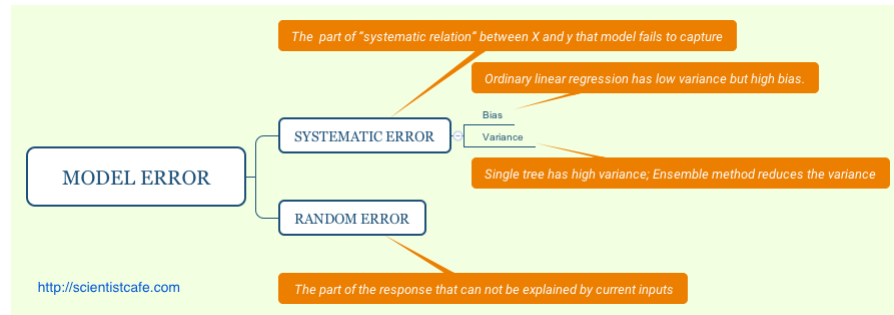 The part of “systematic relation” between X and y that model fails to capture
Ordinary linear regression has low variance but high bias.
Bias
SYSTEMATIC ERROR
Variance
MODEL ERROR
Single tree has high variance; Ensemble method reduces the variance
RANDOM ERROR
http://scientistcafe.com
The part of the response that can not be explained by current inputs